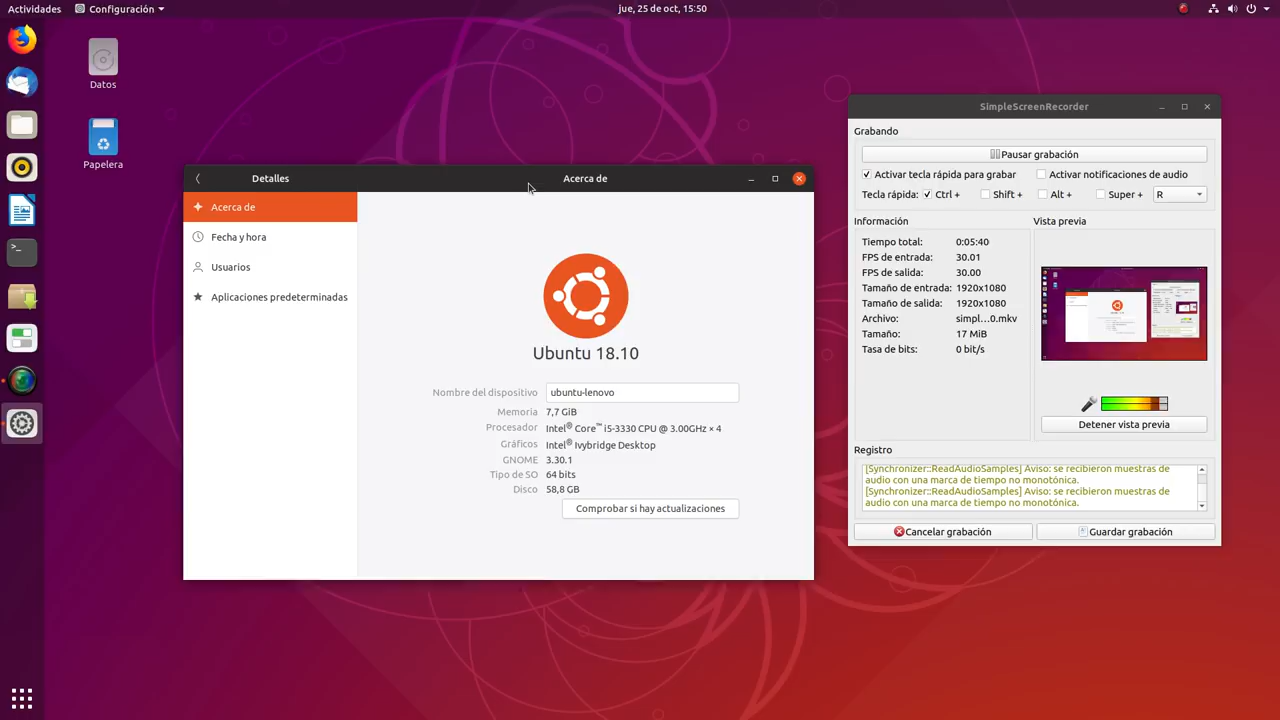 Actividades
Configuración
jue, 25 de oct, 15:50
Datos
Papelera
Detalles
Acerca de
Acerca de
Fecha y hora
Usuarios
Aplicaciones predeterminadas
Ubuntu 18.10
Nombre del dispositivo ubuntu-lenovo
Memoria 7,7 GiB
Procesador Intel® Core™ i5-3330 CPU @ 3.00GHz × 4
Gráficos Intel® Ivybridge Desktop
GNOME 3.30.1
Tipo de SO 64 bits
Disco 58,8 GB
Comprobar si hay actualizaciones
SimpleScreenRecorder
Grabando
Pausar grabación
Activar tecla rápida para grabar Activar notificaciones de audio
Tecla rápida: Ctrl + Shift + Alt + Super + R
Información
Tiempo total: 0:05:40
FPS de entrada: 30.01
FPS de salida: 30.00
Tamaño de entrada: 1920x1080
Tamaño de salida: 1920x1080
Archivo: simpl...0.mkv
Tamaño: 17 MiB
Tasa de bits: 0 bit/s
Vista previa
Detener vista previa
Registro
[Synchronizer::ReadAudioSamples] Aviso: se recibieron muestras de
audio con una marca de tiempo no monotónica.
[Synchronizer::ReadAudioSamples] Aviso: se recibieron muestras de
audio con una marca de tiempo no monotónica.
Cancelar grabación
Guardar grabación